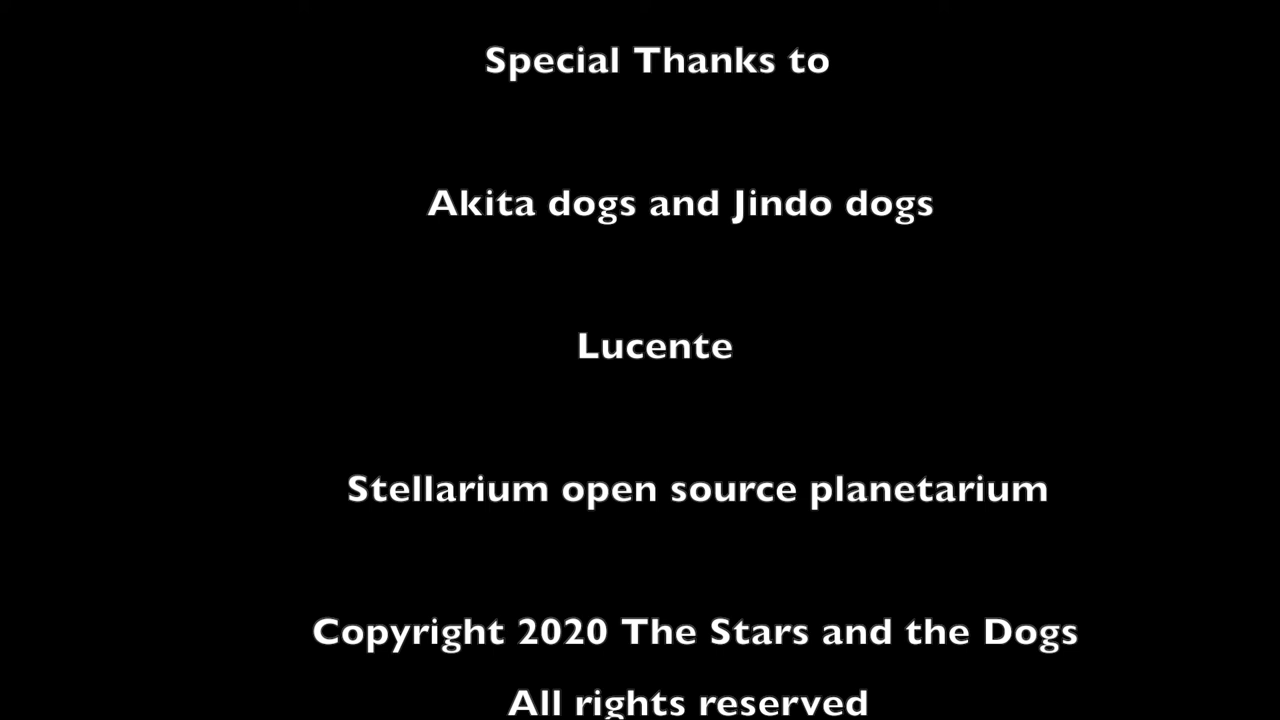 Special Thanks to
Akita dogs and Jindo dogs
Lucente
Stellarium open source planetarium
Copyright 2020 The Stars and the Dogs
All rights reserved